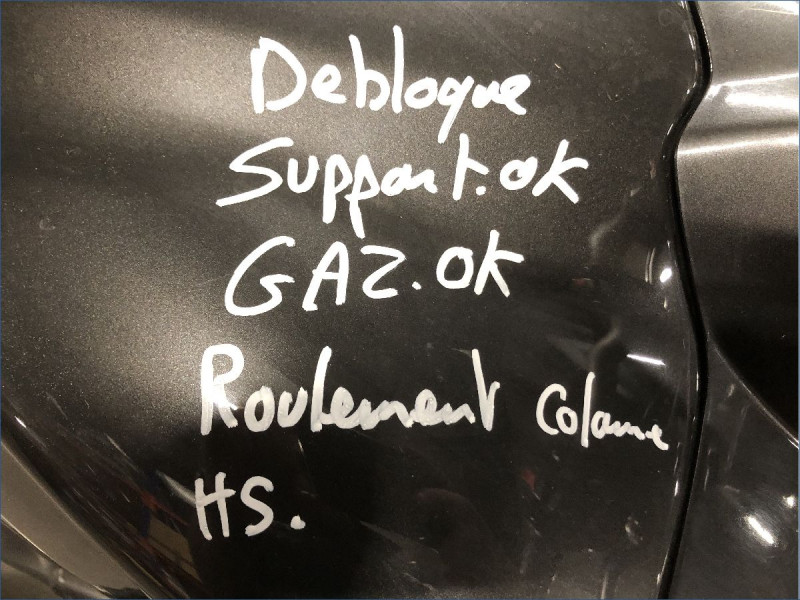 Debloque
Support.ok
GAZ.OK
Roulement Colonne
HS.